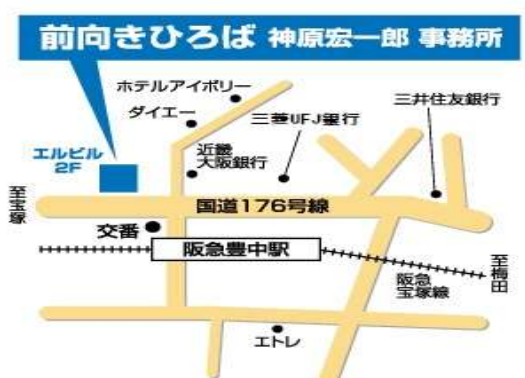 前向きひろば 神原宏一郎 事務所
ホテルアイボリー
ダイエー
三菱UFJ銀行
三井住友銀行
近畿
大阪銀行
エルビル
2F
至宝塚
国道176号線
交番
阪急豊中駅
至梅田
阪急
宝塚線
エトレ